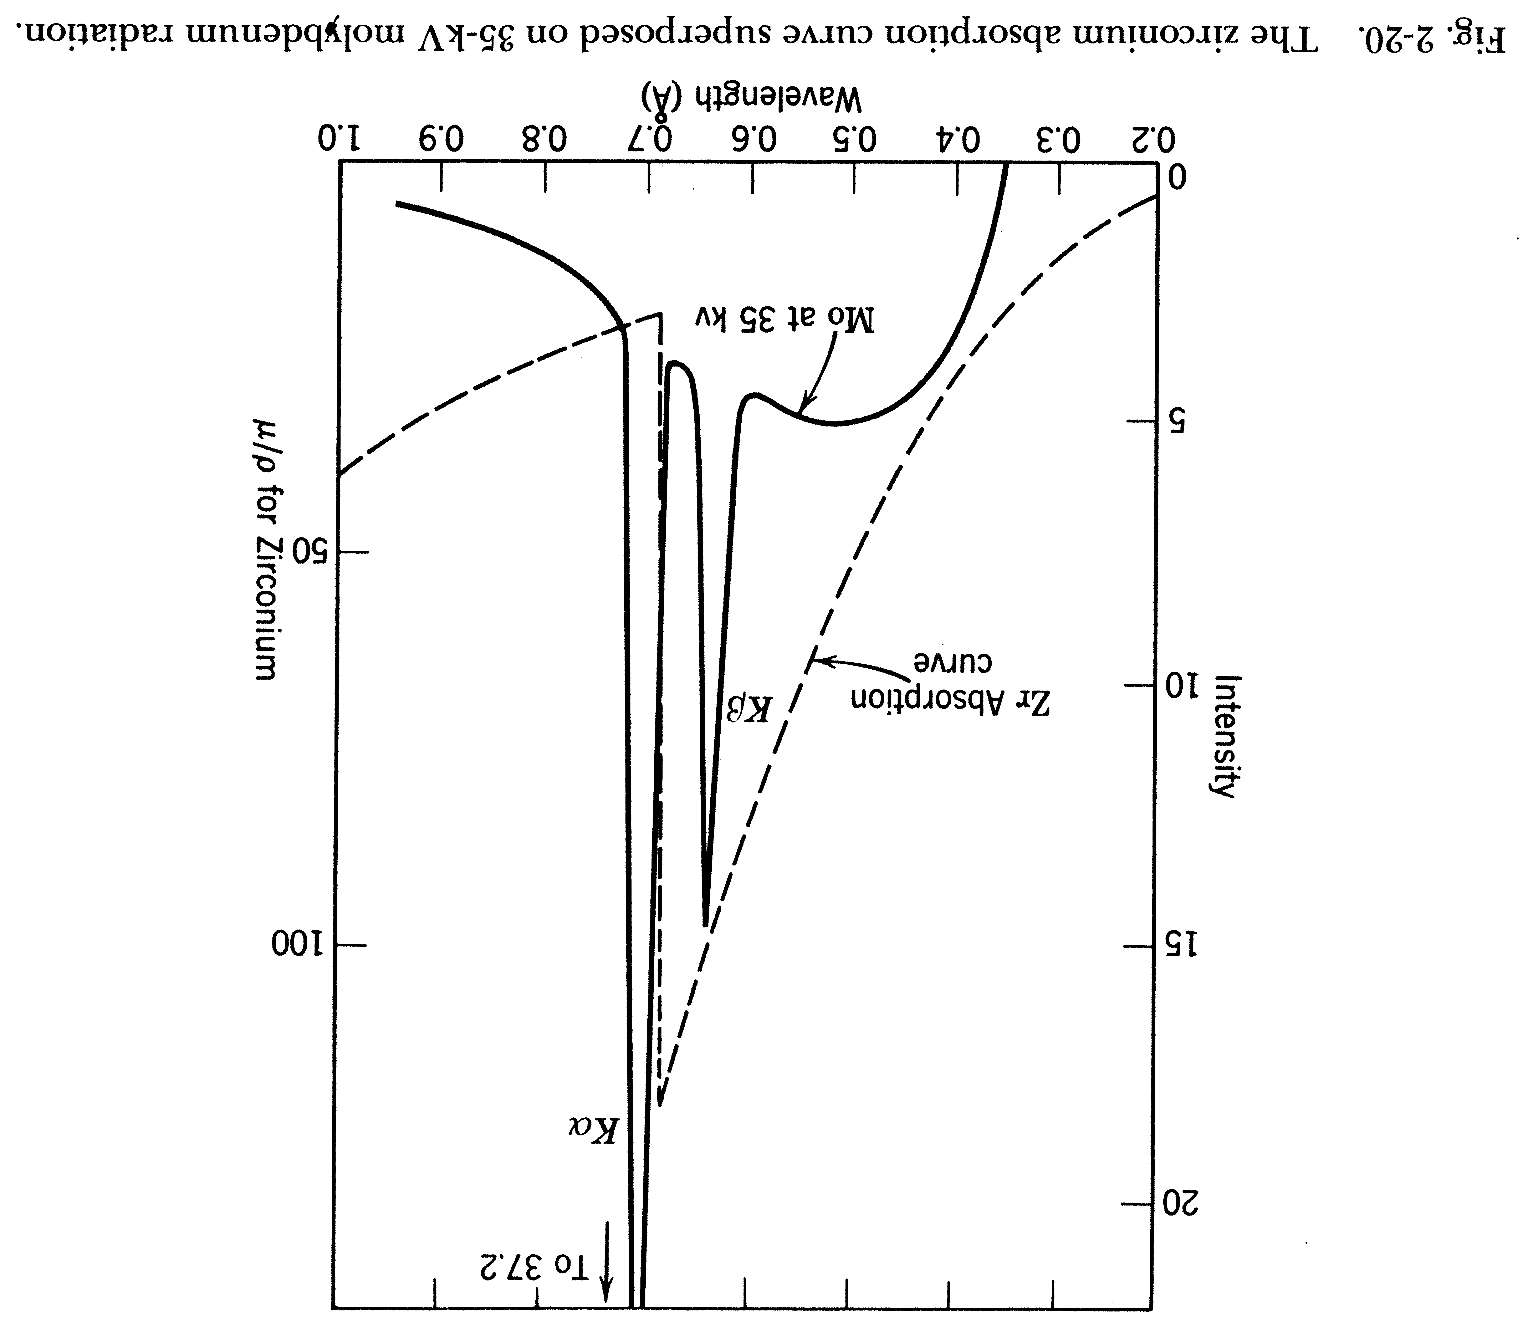 To 37.2
20
Kα
15
100
Intensity
10
Kβ
Zr Absorption
curve
μ/ρ for Zirconium
50
5
Mo at 35 kv
0
0.2 0.3 0.4 0.5 0.6 0.7 0.8 0.9 1.0
Wavelength (Å)
Fig. 2-20. The zirconium absorption curve superposed on 35-kV molybdenum radiation.